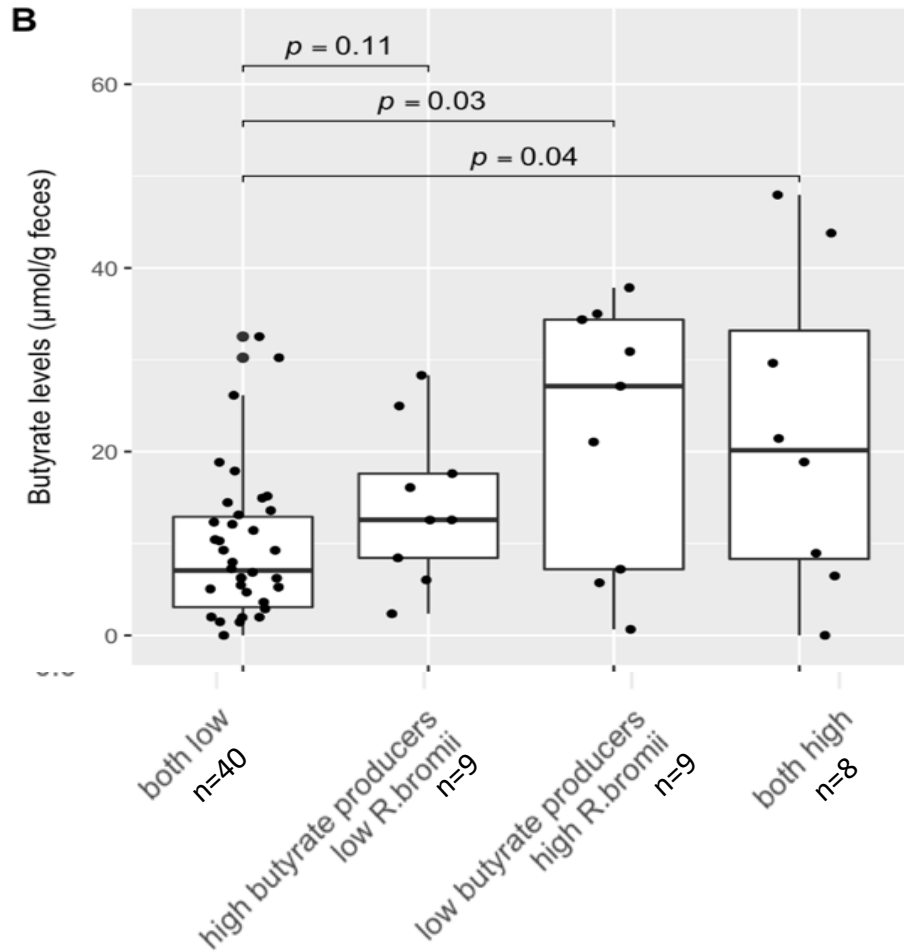 B
p = 0.11
p = 0.03
p = 0.04
Butyrate levels (μmol/g feces)
60
40
20
0
both low
n=40
high butyrate producers
low R.bromii
n=9
low butyrate producers
high R.bromii
n=9
both high
n=8